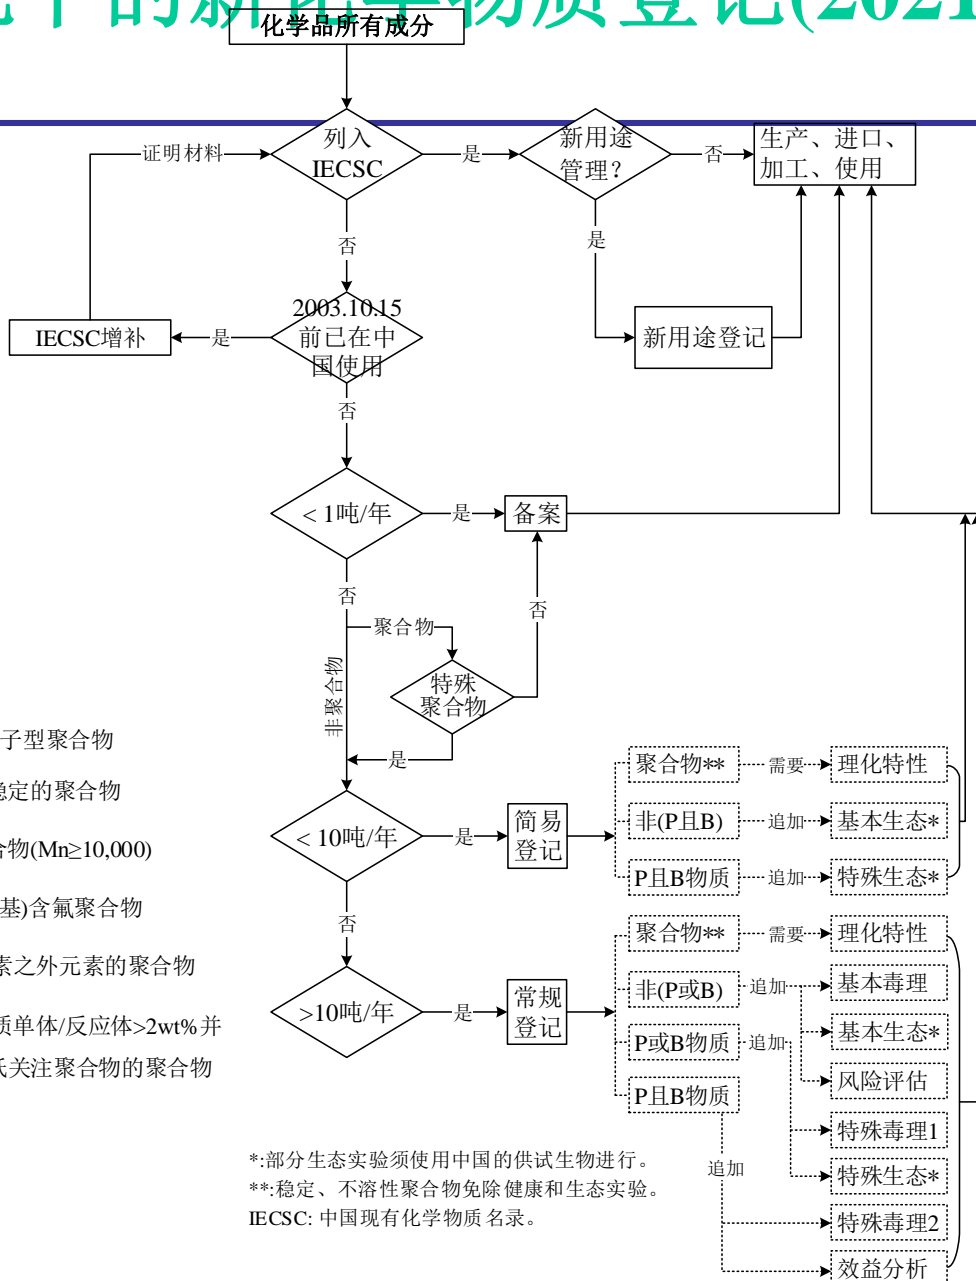 下的新化学物质登记(2021
化学品所有成分
列入
IECSC
证明材料
是
新用途
管理?
否
生产、进口、
加工、使用
否
是
2003.10.15
前已在中
国使用
是
IECSC增补
新用途登记
否
< 1吨/年
是
备案
否
否
聚合物
非聚合物
特殊
聚合物
是
子型聚合物
稳定的聚合物
合物(Mn≥10,000)
基)含氟聚合物
素之外元素的聚合物
质单体/反应体>2wt%并
氏关注聚合物的聚合物
< 10吨/年
是
简易
登记
聚合物**
需要
理化特性
非(P且B)
追加
基本生态*
P且B物质
追加
特殊生态*
否
>10吨/年
是
常规
登记
聚合物**
需要
理化特性
非(P或B)
追加
基本毒理
基本生态*
P或B物质
追加
风险评估
P且B物质
特殊毒理1
追加
特殊生态*
特殊毒理2
效益分析
*:部分生态实验须使用中国的供试生物进行。
**:稳定、不溶性聚合物免除健康和生态实验。
IECSC: 中国现有化学物质名录。